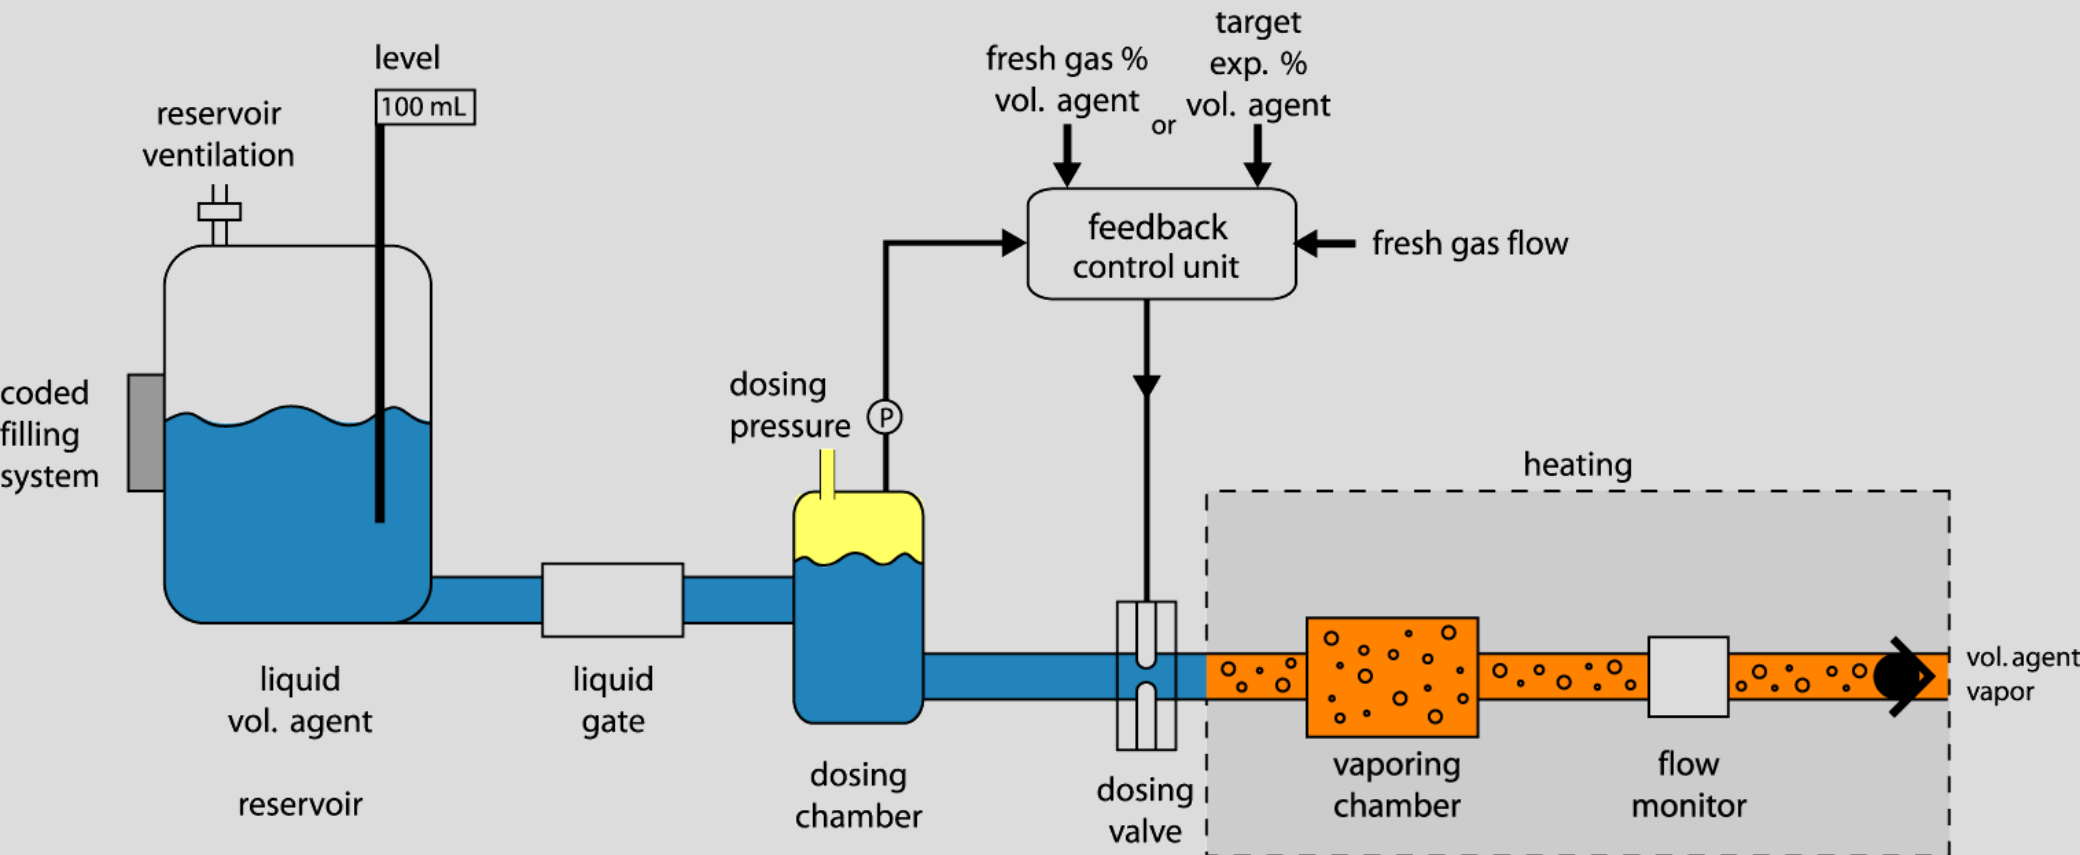 level
100 mL
reservoir
ventilation
coded
filling
system
liquid
vol. agent
reservoir
liquid
gate
dosing
pressure
P
dosing
chamber
fresh gas %
vol. agent
or
target
exp. %
vol. agent
feedback
control unit
fresh gas flow
dosing
valve
heating
vaporing
chamber
flow
monitor
vol. agent
vapor